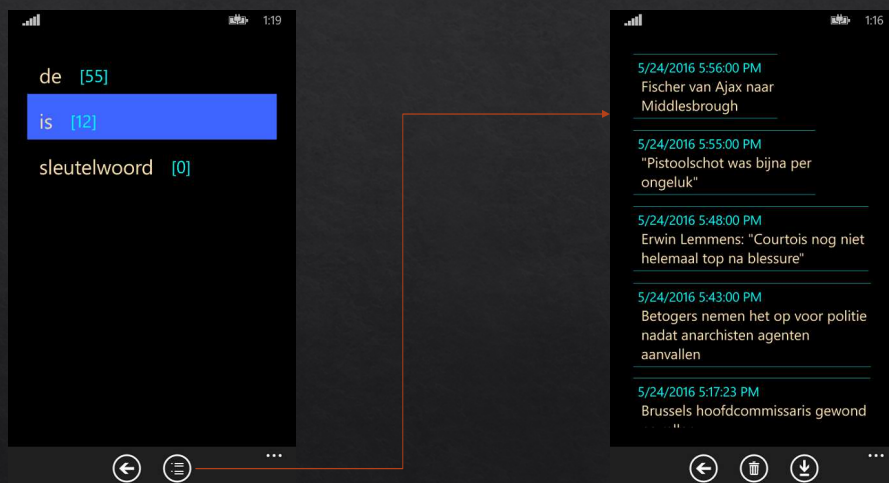 1:19
de [55]
is [12]
sleutelwoord [0]
...
1:16
5/24/2016 5:56:00 PM
Fischer van Ajax naar
Middlesbrough
5/24/2016 5:55:00 PM
"Pistoolschot was bijna per
ongeluk"
5/24/2016 5:48:00 PM
Erwin Lemmens: "Courtois nog niet
helemaal top na blessure"
5/24/2016 5:43:00 PM
Betogers nemen het op voor politie
nadat anarchisten agenten
aanvallen
5/24/2016 5:17:23 PM
Brussels hoofdcommissaris gewond
...